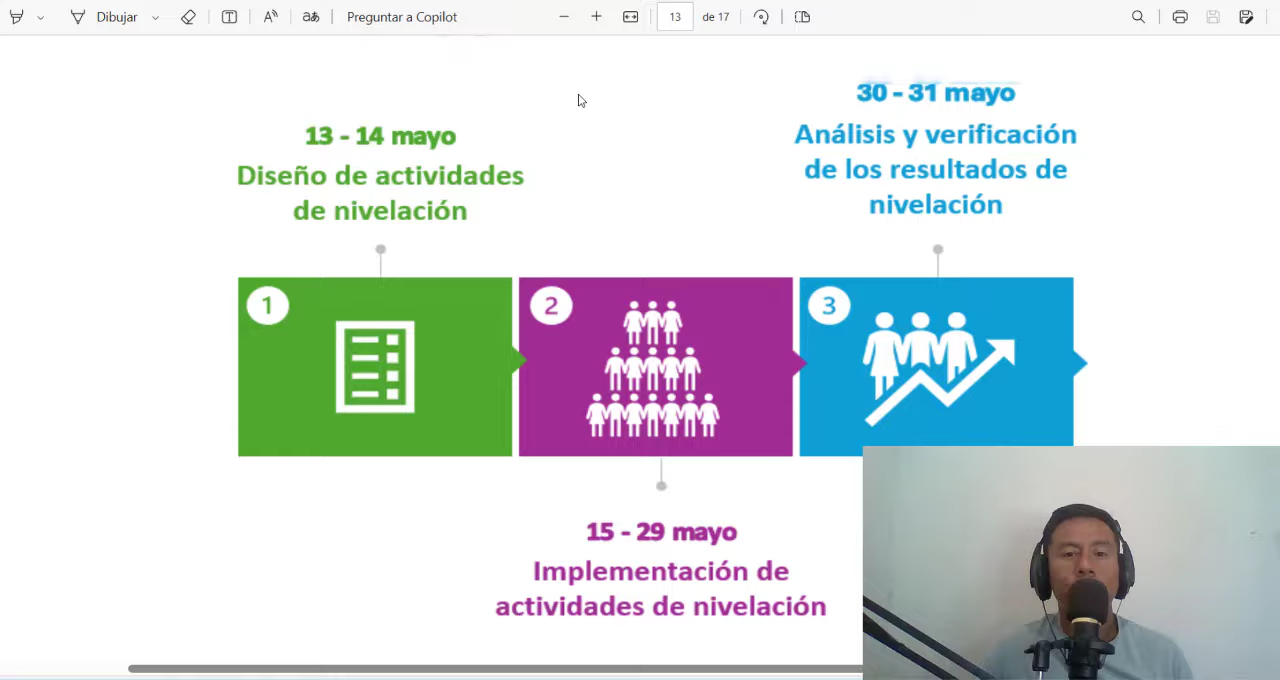 Dibujar
Preguntar a Copilot
13
de 17
13 - 14 mayo
Diseño de actividades
de nivelación
30 - 31 mayo
Análisis y verificación
de los resultados de
nivelación
1
2
3
15 - 29 mayo
Implementación de
actividades de nivelación